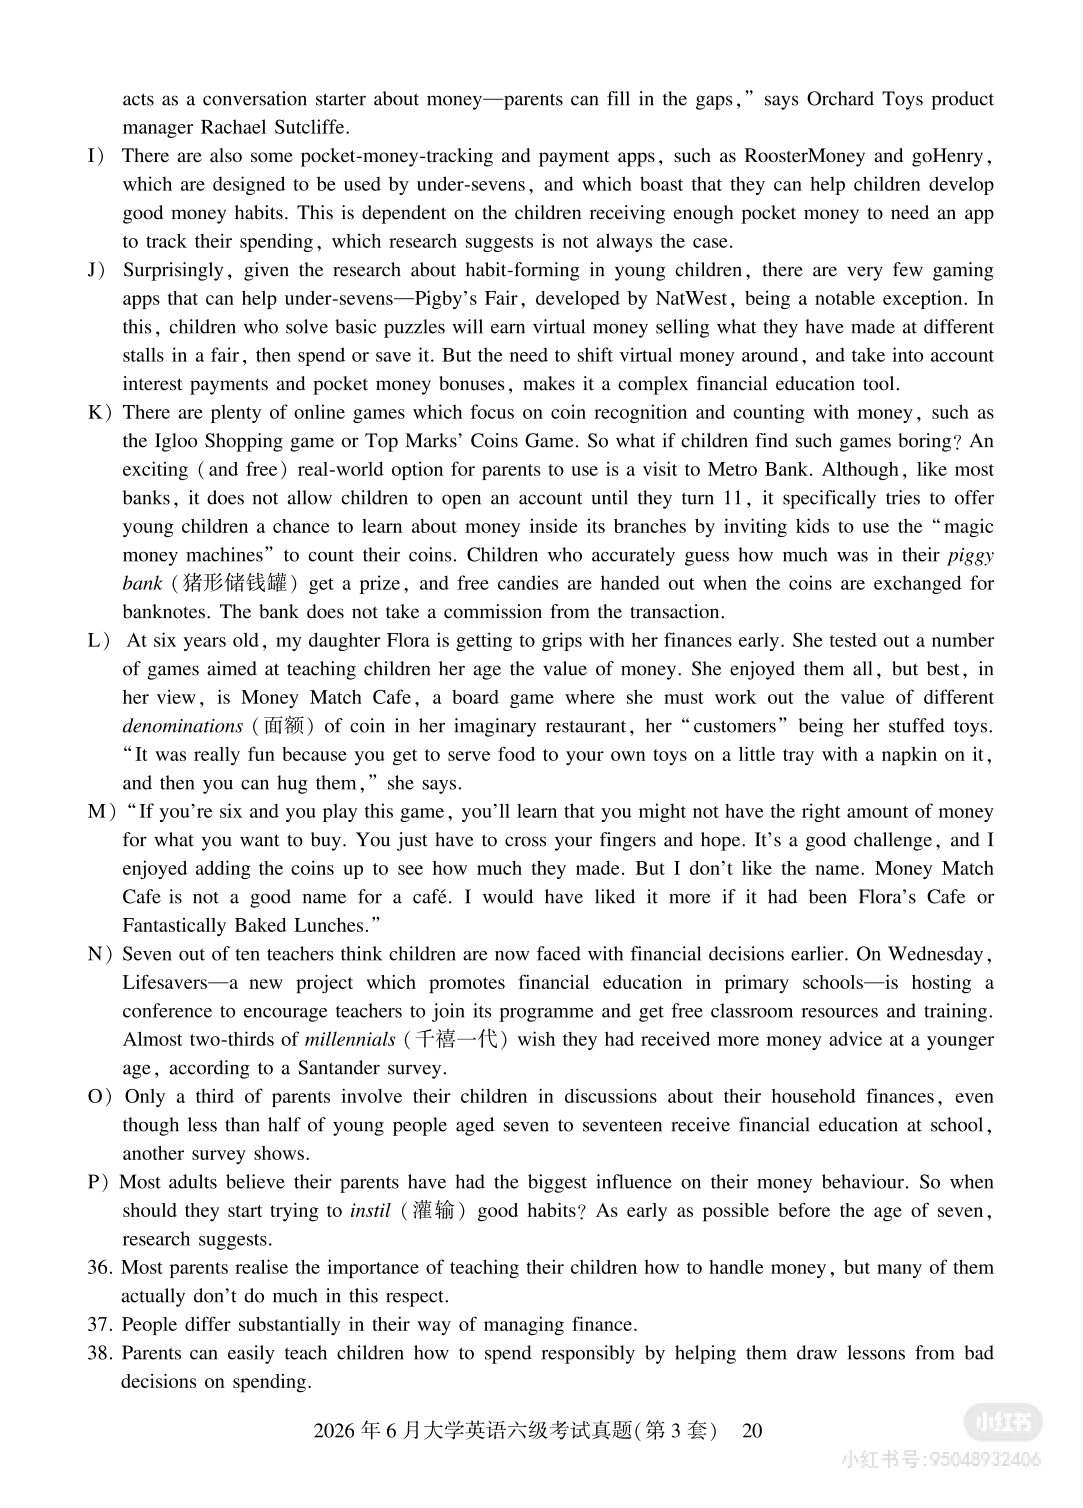 acts as a conversation starter about money—parents can fill in the gaps,” says Orchard Toys product
manager Rachael Sutcliffe.
I) There are also some pocket-money-tracking and payment apps, such as RoosterMoney and goHenry,
which are designed to be used by under-sevens, and which boast that they can help children develop
good money habits. This is dependent on the children receiving enough pocket money to need an app
to track their spending, which research suggests is not always the case.
J) Surprisingly, given the research about habit-forming in young children, there are very few gaming
apps that can help under-sevens—Pigby’s Fair, developed by NatWest, being a notable exception. In
this, children who solve basic puzzles will earn virtual money selling what they have made at different
stalls in a fair, then spend or save it. But the need to shift virtual money around, and take into account
interest payments and pocket money bonuses, makes it a complex financial education tool.
K) There are plenty of online games which focus on coin recognition and counting with money, such as
the Igloo Shopping game or Top Marks’ Coins Game. So what if children find such games boring? An
exciting (and free) real-world option for parents to use is a visit to Metro Bank. Although, like most
banks, it does not allow children to open an account until they turn 11, it specifically tries to offer
young children a chance to learn about money inside its branches by inviting kids to use the “magic
money machines” to count their coins. Children who accurately guess how much was in their piggy
bank (猪形储钱罐) get a prize, and free candies are handed out when the coins are exchanged for
banknotes. The bank does not take a commission from the transaction.
L) At six years old, my daughter Flora is getting to grips with her finances early. She tested out a number
of games aimed at teaching children her age the value of money. She enjoyed them all, but best, in
her view, is Money Match Cafe, a board game where she must work out the value of different
denominations (面额) of coin in her imaginary restaurant, her “customers” being her stuffed toys.
“It was really fun because you get to serve food to your own toys on a little tray with a napkin on it,
and then you can hug them,” she says.
M) “If you’re six and you play this game, you’ll learn that you might not have the right amount of money
for what you want to buy. You just have to cross your fingers and hope. It’s a good challenge, and I
enjoyed adding the coins up to see how much they made. But I don’t like the name. Money Match
Cafe is not a good name for a café. I would have liked it more if it had been Flora’s Cafe or
Fantastically Baked Lunches.”
N) Seven out of ten teachers think children are now faced with financial decisions earlier. On Wednesday,
Lifesavers—a new project which promotes financial education in primary schools—is hosting a
conference to encourage teachers to join its programme and get free classroom resources and training.
Almost two-thirds of millennials (千禧一代) wish they had received more money advice at a younger
age, according to a Santander survey.
O) Only a third of parents involve their children in discussions about their household finances, even
though less than half of young people aged seven to seventeen receive financial education at school,
another survey shows.
P) Most adults believe their parents have had the biggest influence on their money behaviour. So when
should they start trying to instil (灌输) good habits? As early as possible before the age of seven,
research suggests.
36. Most parents realise the importance of teaching their children how to handle money, but many of them
actually don’t do much in this respect.
37. People differ substantially in their way of managing finance.
38. Parents can easily teach children how to spend responsibly by helping them draw lessons from bad
decisions on spending.
2026 年 6 月大学英语六级考试真题(第 3 套) 20
小红书
小红书号:95048932406